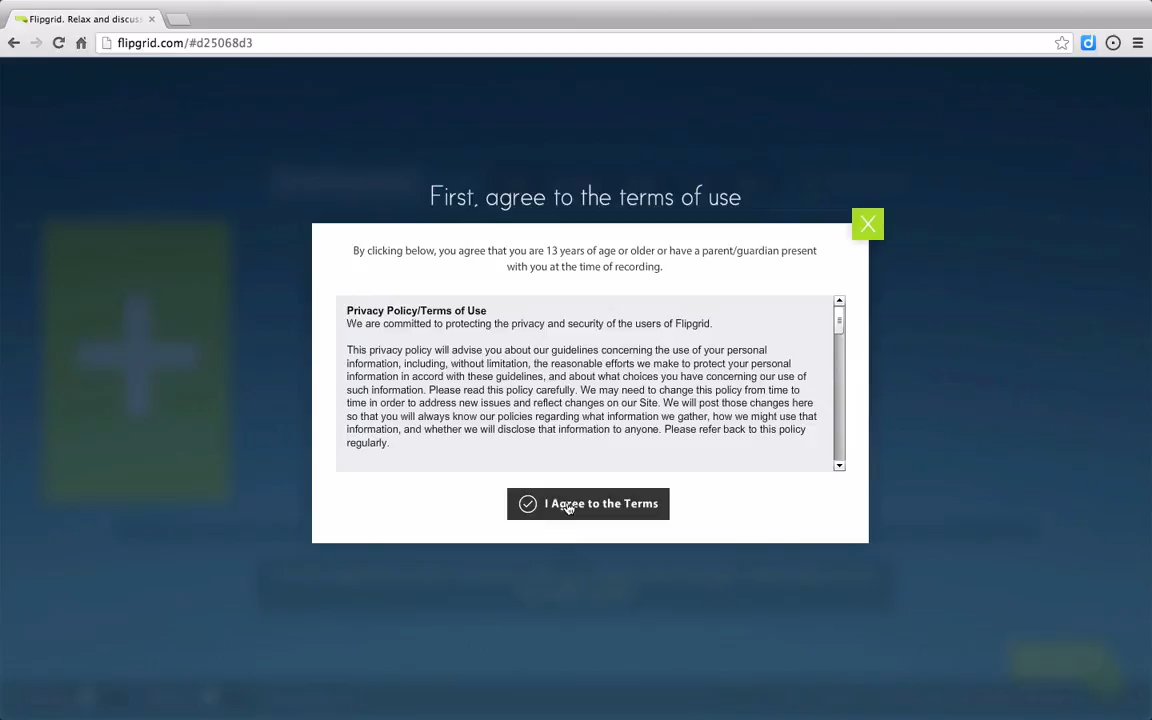 Flipgrid. Relax and discuss
flipgrid.com/#d25068d3
First, agree to the terms of use
X
By clicking below, you agree that you are 13 years of age or older or have a parent/guardian present
with you at the time of recording.
Privacy Policy/Terms of Use
We are committed to protecting the privacy and security of the users of Flipgrid.
This privacy policy will advise you about our guidelines concerning the use of your personal
information, including, without limitation, the reasonable efforts we make to protect your personal
information in accord with these guidelines, and about what choices you have concerning our use of
such information. Please read this policy carefully. We may need to change this policy from time to
time in order to address new issues and reflect changes on our Site. We will post those changes here
so that you will always know our policies regarding what information we gather, how we might use that
information, and whether we will disclose that information to anyone. Please refer back to this policy
regularly.
I Agree to the Terms